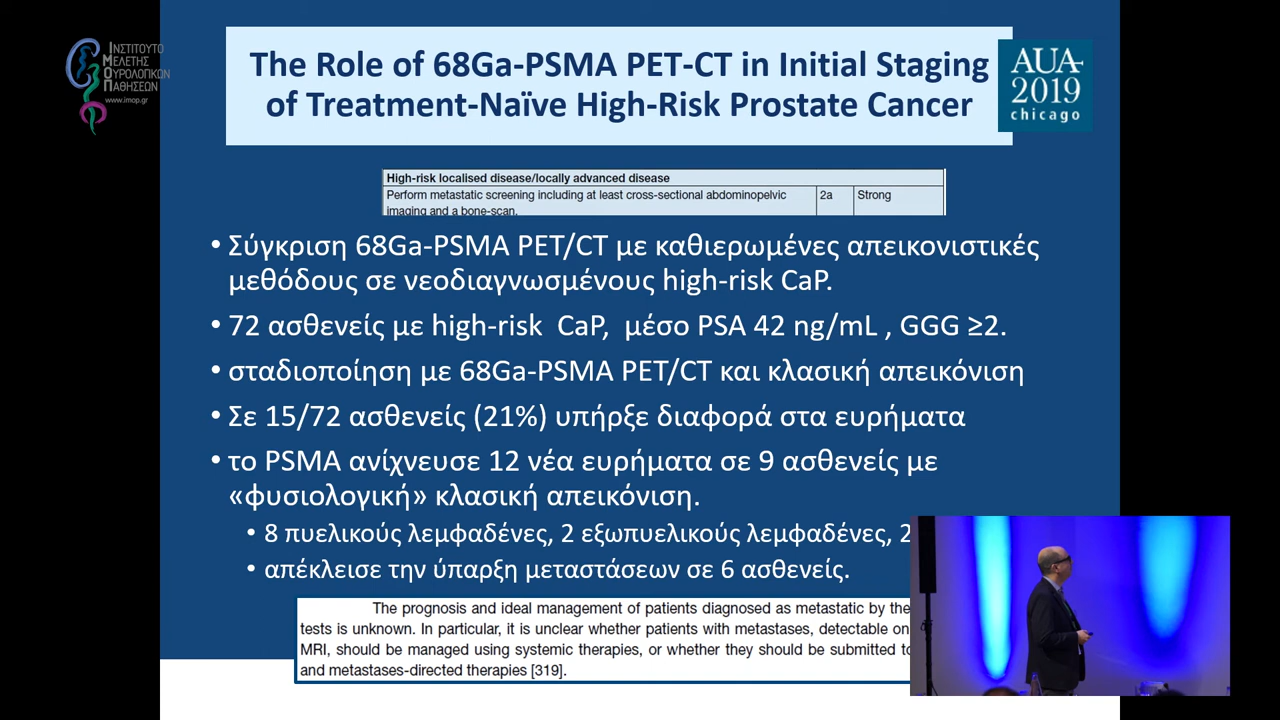 ΙΝΣΤΙΤΟΥΤΟ
ΜΕΛΕΤΗΣ
ΟΥΡΟΛΟΓΙΚΩΝ
ΠΑΘΗΣΕΩΝ
www.imop.gr
The Role of 68Ga-PSMA PET-CT in Initial Staging
of Treatment-Naïve High-Risk Prostate Cancer
AUA
2019
chicago
High-risk localised disease/locally advanced disease
Perform metastatic screening including at least cross-sectional abdominopelvic 2a Strong
imaging and a bone-scan.
• Σύγκριση 68Ga-PSMA PET/CT με καθιερωμένες απεικονιστικές
μεθόδους σε νεοδιαγνωσμένους high-risk CaP.
• 72 ασθενείς με high-risk CaP, μέσο PSA 42 ng/mL , GGG ≥2.
• σταδιοποίηση με 68Ga-PSMA PET/CT και κλασική απεικόνιση
• Σε 15/72 ασθενείς (21%) υπήρξε διαφορά στα ευρήματα
• το PSMA ανίχνευσε 12 νέα ευρήματα σε 9 ασθενείς με
«φυσιολογική» κλασική απεικόνιση.
• 8 πυελικούς λεμφαδένες, 2 εξωπυελικούς λεμφαδένες, 2
• απέκλεισε την ύπαρξη μεταστάσεων σε 6 ασθενείς.
The prognosis and ideal management of patients diagnosed as metastatic by the
tests is unknown. In particular, it is unclear whether patients with metastases, detectable on
MRI, should be managed using systemic therapies, or whether they should be submitted to
and metastases-directed therapies [319].